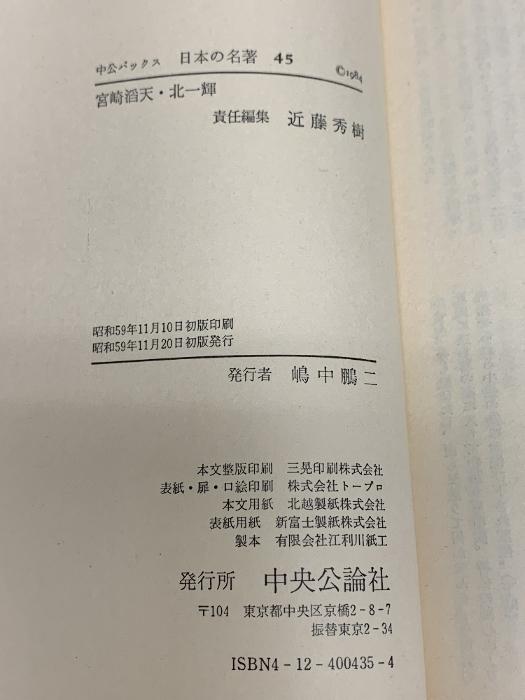 中公バックス 日本の名著 45
©1984
宮崎滔天・北一輝
責任編集 近藤秀樹
昭和59年11月10日初版印刷
昭和59年11月20日初版発行
発行者 嶋中鵬二
本文整版印刷 三晃印刷株式会社
表紙・扉・口絵印刷 株式会社トープロ
本文用紙 北越製紙株式会社
表紙用紙 新富士製紙株式会社
製本 有限会社江利川紙工
発行所 中央公論社
〒104 東京都中央区京橋2-8-7
振替東京2-34
ISBN4-12-400435-4